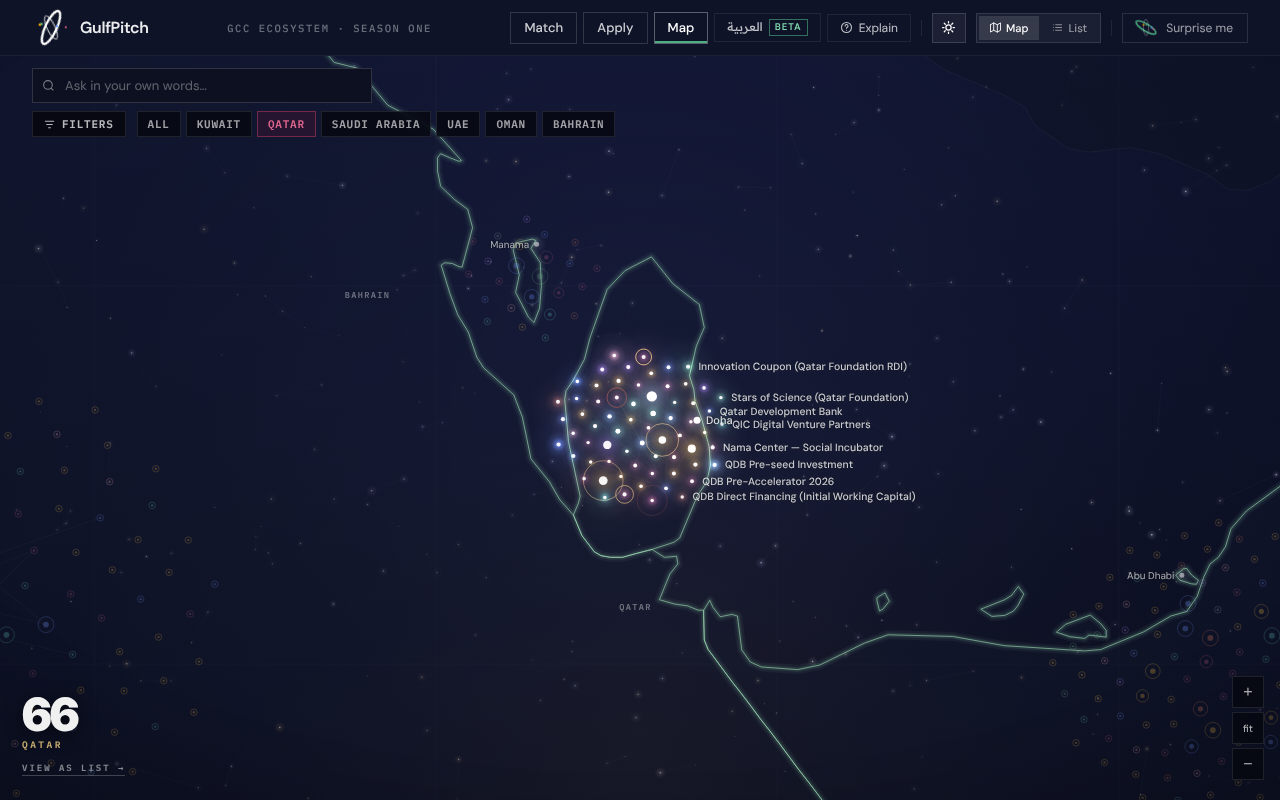 GulfPitch
GCC ECOSYSTEM · SEASON ONE
Match
Apply
Map
العربية BETA
Explain
Map
List
Surprise me
Ask in your own words…
FILTERS
ALL
KUWAIT
QATAR
SAUDI ARABIA
UAE
OMAN
BAHRAIN
Manama
BAHRAIN
Innovation Coupon (Qatar Foundation RDI)
Stars of Science (Qatar Foundation)
Qatar Development Bank
Doha
QIC Digital Venture Partners
Nama Center — Social Incubator
QDB Pre-seed Investment
QDB Pre-Accelerator 2026
QDB Direct Financing (Initial Working Capital)
Abu Dhabi
QATAR
66
QATAR
VIEW AS LIST →
+
fit
−